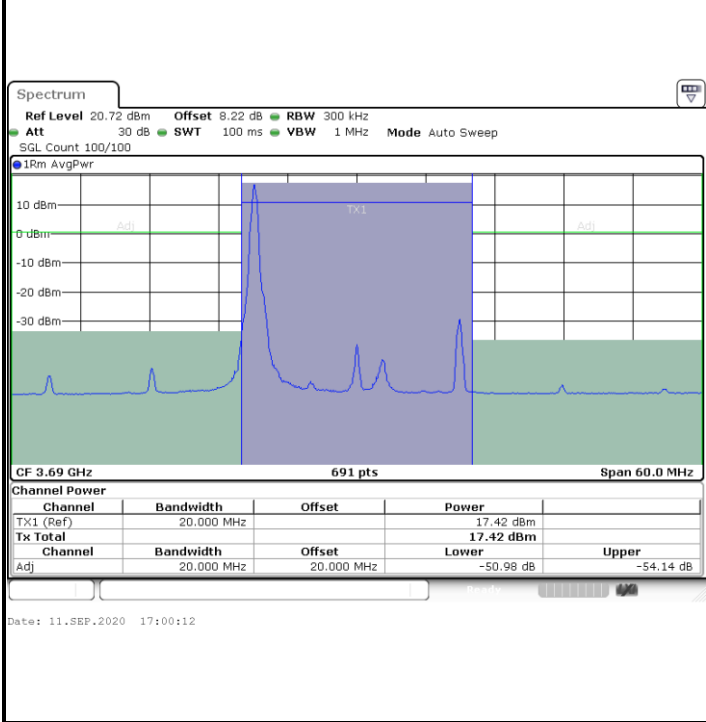 Spectrum
Ref Level 20.72 dBm Offset 8.22 dB RBW 300 kHz
Att 30 dB SWT 100 ms VBW 1 MHz Mode Auto Sweep
SGL Count 100/100
1Rm AvgPwr
10 dBm
TX1
Adj
Adj
0 dBm
-10 dBm
-20 dBm
-30 dBm
CF 3.69 GHz 691 pts Span 60.0 MHz
Channel Power
Channel Bandwidth Offset Power
TX1 (Ref) 20.000 MHz 17.42 dBm
Tx Total 17.42 dBm
Channel Bandwidth Offset Lower Upper
Adj 20.000 MHz 20.000 MHz -50.98 dB -54.14 dB
Ready
Date: 11.SEP.2020 17:00:12